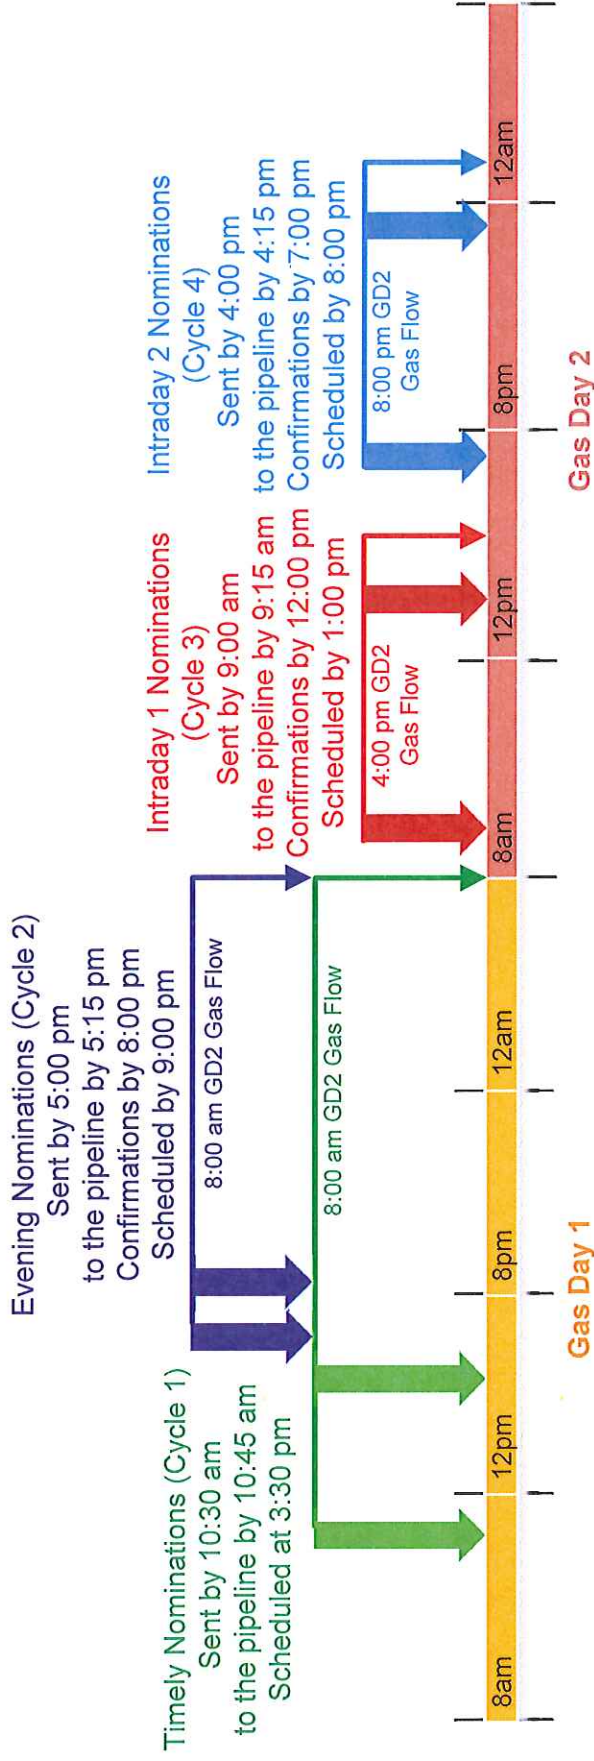 Timely Nominations (Cycle 1)
Sent by 10:30 am
to the pipeline by 10:45 am
Scheduled at 3:30 pm
Evening Nominations (Cycle 2)
Sent by 5:00 pm
to the pipeline by 5:15 pm
Confirmations by 8:00 pm
Scheduled by 9:00 pm
8:00 am GD2 Gas Flow
8:00 am GD2 Gas Flow
Intraday 1 Nominations
(Cycle 3)
Sent by 9:00 am
to the pipeline by 9:15 am
Confirmations by 12:00 pm
Scheduled by 1:00 pm
4:00 pm GD2
Gas Flow
Intraday 2 Nominations
(Cycle 4)
Sent by 4:00 pm
to the pipeline by 4:15 pm
Confirmations by 7:00 pm
Scheduled by 8:00 pm
8:00 pm GD2
Gas Flow
8am
12pm
8pm
12am
8am
12pm
8pm
12am
Gas Day 1
Gas Day 2